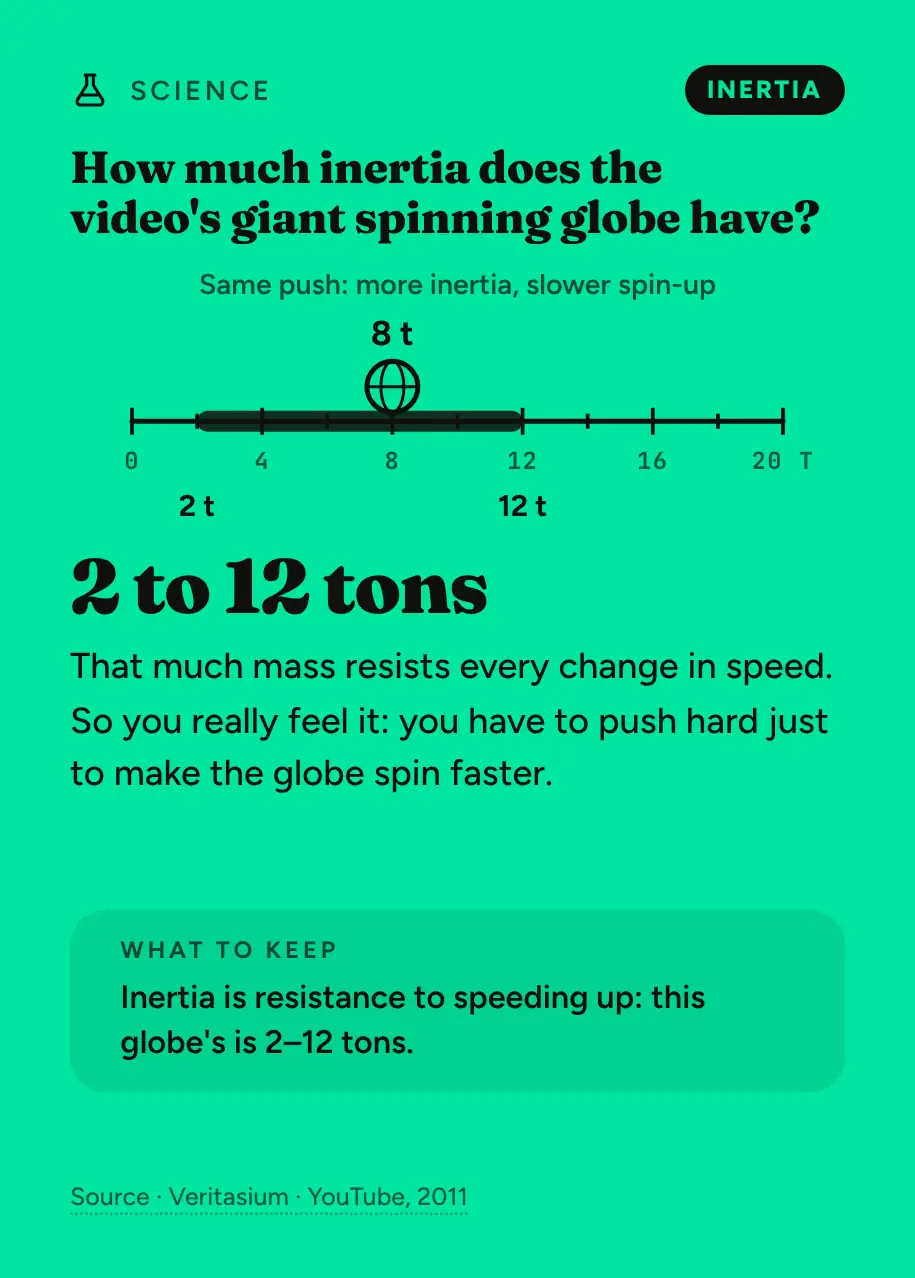 SCIENCE
INERTIA
How much inertia does the
video's giant spinning globe have?
Same push: more inertia, slower spin-up
8 t
0 4 8 12 16 20 T
2 t 12 t
2 to 12 tons
That much mass resists every change in speed.
So you really feel it: you have to push hard just
to make the globe spin faster.
WHAT TO KEEP
Inertia is resistance to speeding up: this
globe's is 2–12 tons.
Source · Veritasium · YouTube, 2011